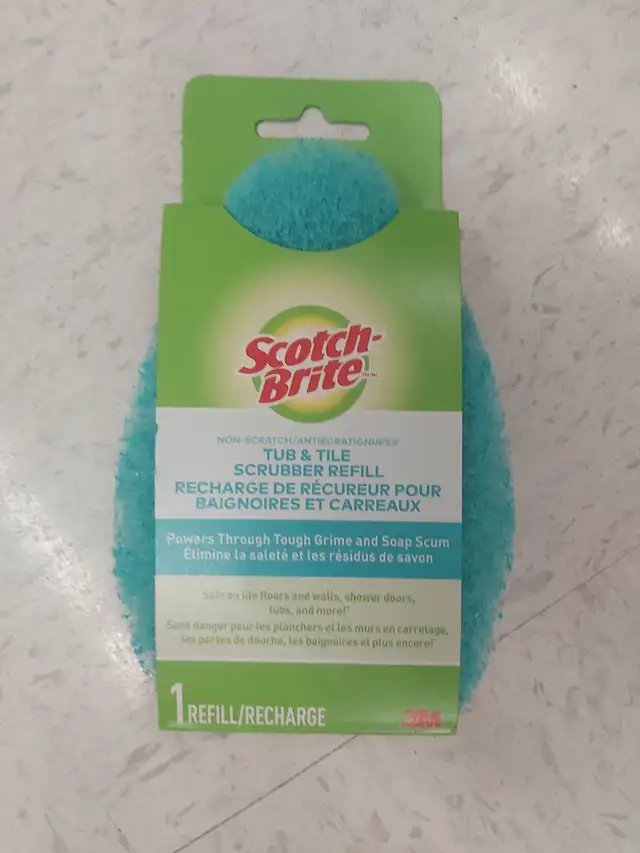 Scotch-
Brite
NON-SCRATCH/ANTIÉGRATIGNURES
TUB & TILE
SCRUBBER REFILL
RECHARGE DE RÉCUREUR POUR
BAIGNOIRES ET CARREAUX
Powers Through Tough Grime and Soap Scum
Élimine la saleté et les résidus de savon
Safe on tile floors and walls, shower doors,
tubs, and more!*
Sans danger pour les planchers et les murs en carrelage,
les portes de douche, les baignoires et plus encore!*
1 REFILL/RECHARGE
3M